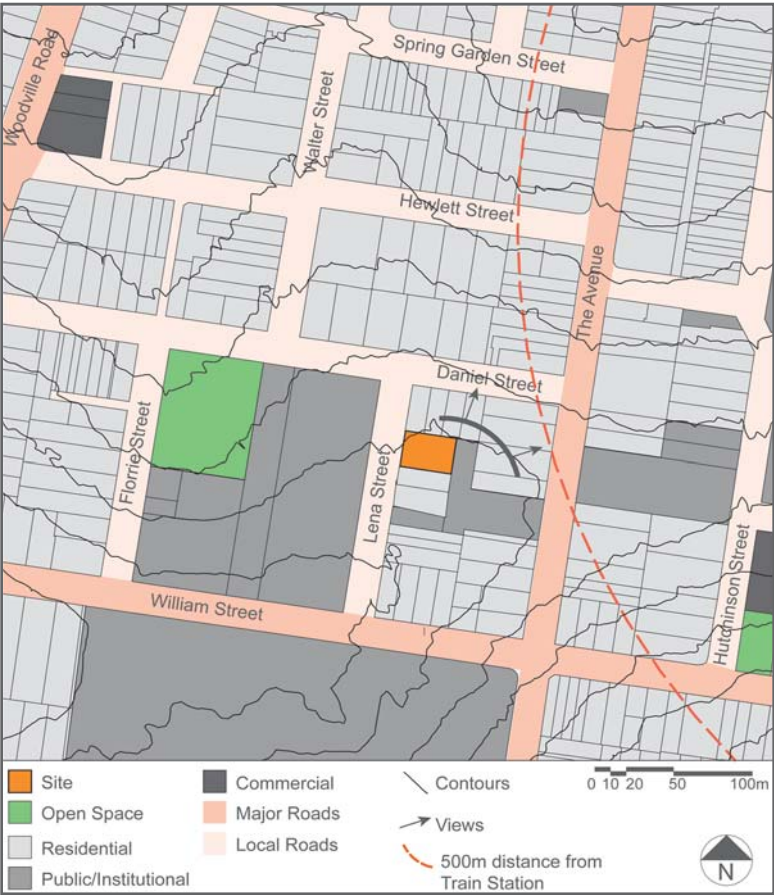 Spring Garden Street
Woodville Road
Walter Street
Hewlett Street
The Avenue
Daniel Street
Florrie Street
Lena Street
Hutchinson Street
William Street
Site
Open Space
Residential
Public/Institutional
Commercial
Major Roads
Local Roads
Contours
Views
500m distance from
Train Station
0 10 20 50 100m
N